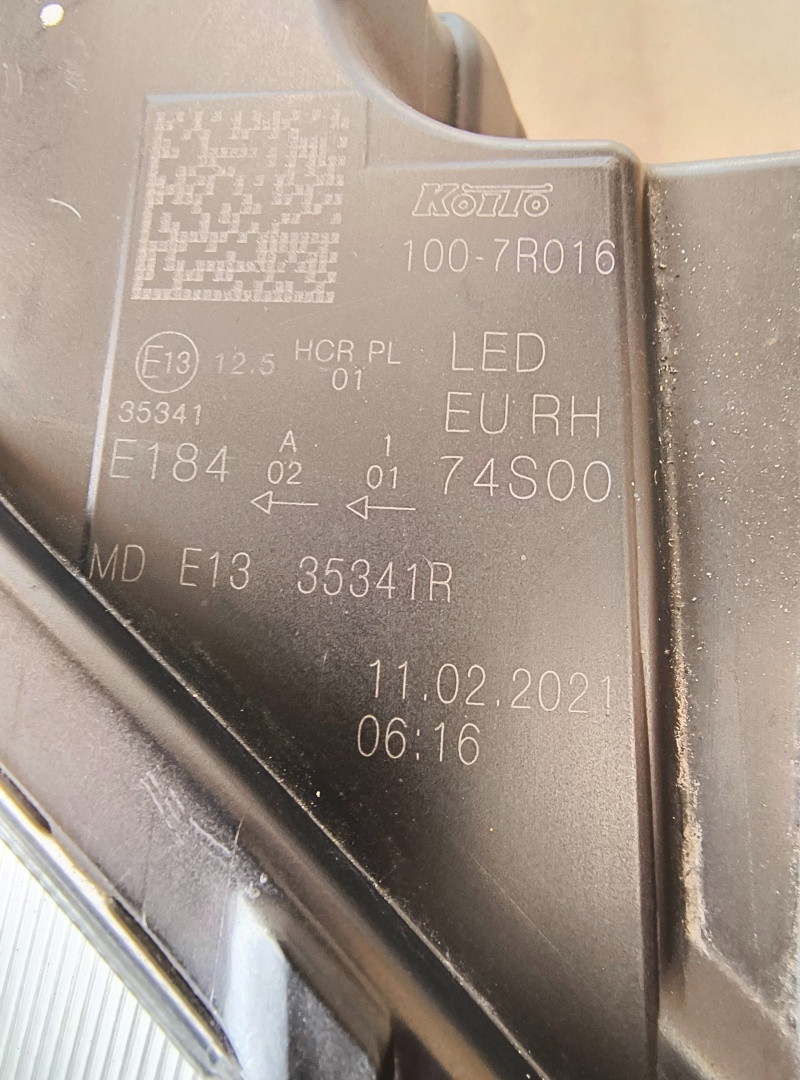 KOITO
100-7R016
E13 12.5 HCR PL LED
01
35341 EU RH
E184 A 1 74S00
02 01
MD E13 35341R
11.02.2021
06:16